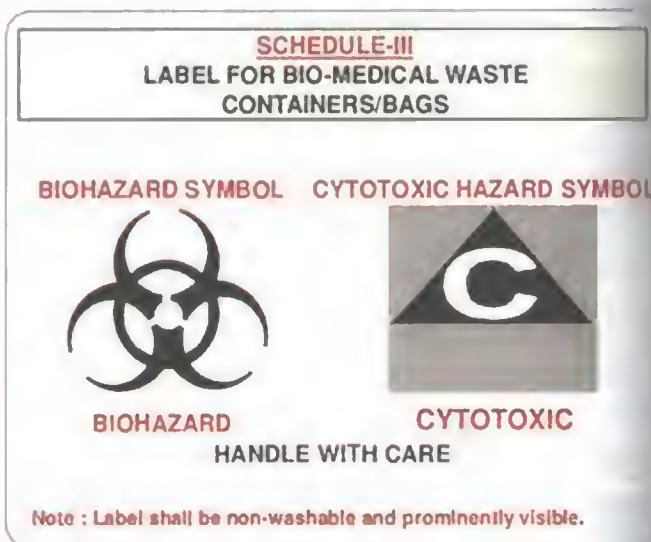 SCHEDULE-III
LABEL FOR BIO-MEDICAL WASTE
CONTAINERS/BAGS
BIOHAZARD SYMBOL CYTOTOXIC HAZARD SYMBOL
C
BIOHAZARD CYTOTOXIC
HANDLE WITH CARE
Note : Label shall be non-washable and prominently visible.